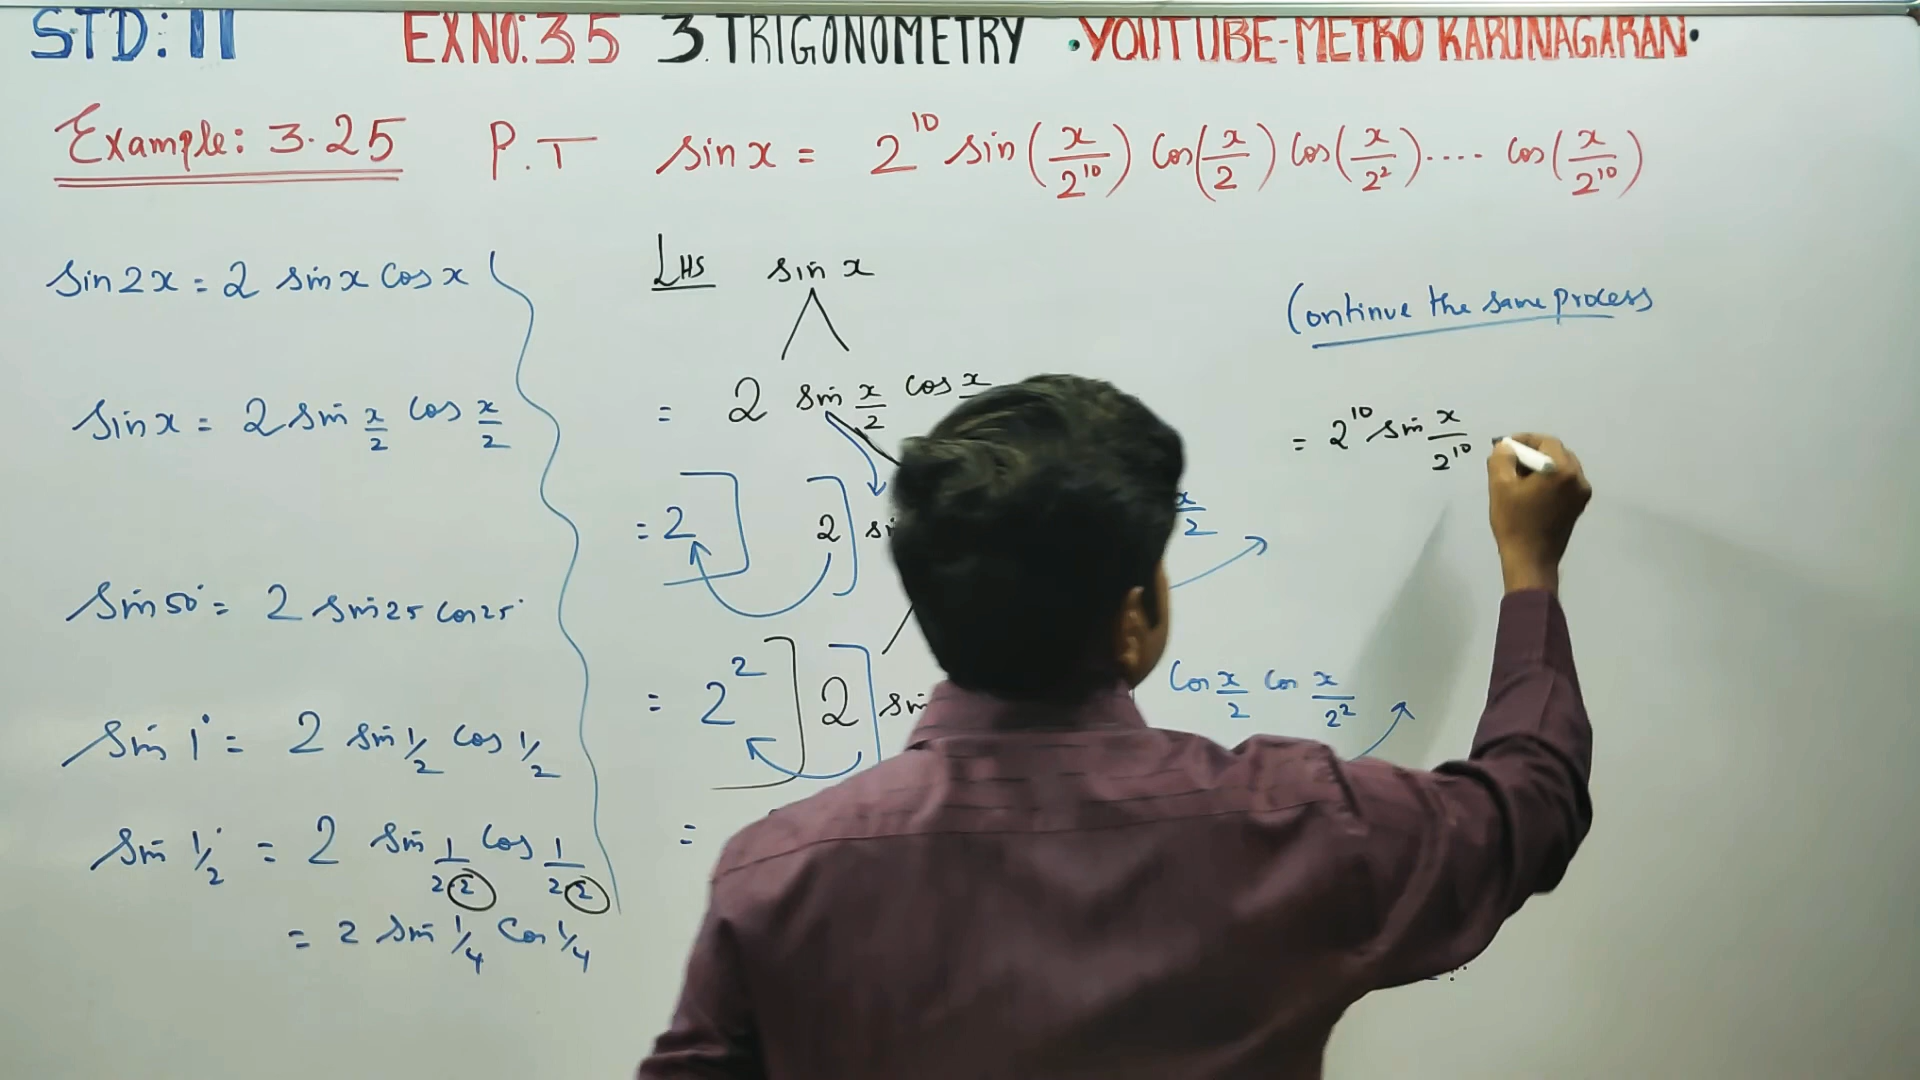 STD: 11 EX NO: 3.5 3. TRIGONOMETRY • YOUTUBE-METRO KARUNAGARAN •
Example: 3.25 P.T sin x = 2^10 sin(x/2^10) cos(x/2) cos(x/2^2) .... cos(x/2^10)
sin 2x = 2 sin x cos x
sin x = 2 sin x/2 cos x/2
sin 50° = 2 sin 25 cos 25°
sin 1° = 2 sin 1/2 cos 1/2
sin 1/2° = 2 sin 1/2(2) cos 1/2(2)
= 2 sin 1/4 cos 1/4
LHS sin x
= 2 sin x/2 cos x
= 2 ] 2 ] x/2
= 2^2 ] 2 ] sin cos x/2 cos x/2^2
=
Continue the same process
= 2^10 sin x/2^10